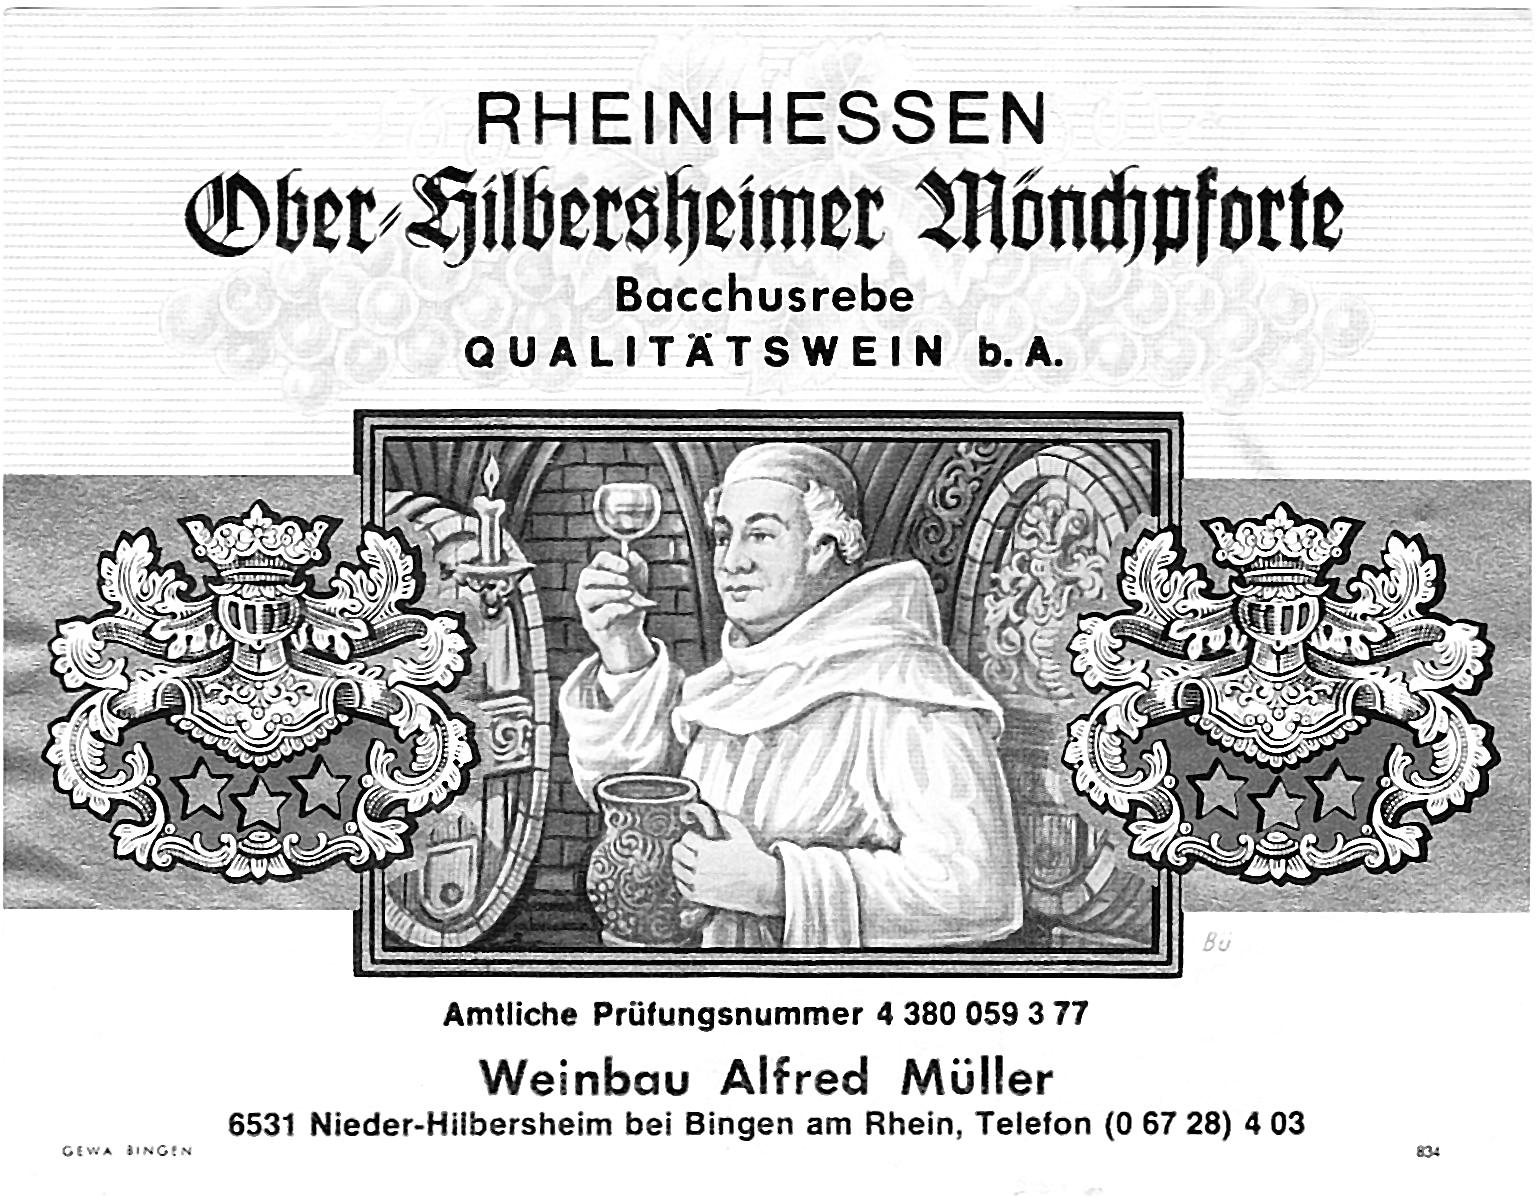 RHEINHESSEN
Ober-Hilbersheimer Mönchpforte
Bacchusrebe
QUALITÄTSWEIN b. A.
Bü
Amtliche Prüfungsnummer 4 380 059 3 77
Weinbau Alfred Müller
6531 Nieder-Hilbersheim bei Bingen am Rhein, Telefon (0 67 28) 4 03
GEWA BINGEN
834